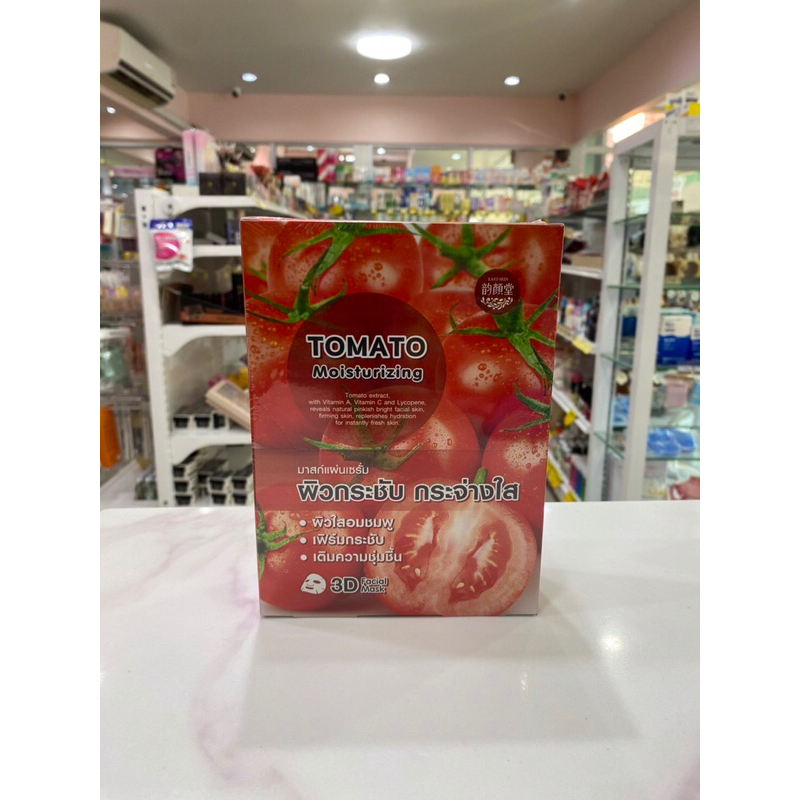 韵顏堂
TOMATO
Moisturizing
Tomato extract,
with Vitamin A, Vitamin C and Lycopene,
reveals natural pinkish bright facial skin,
firming skin, replenishes hydration
for instantly fresh skin.
มาสก์แผ่นเซรั่ม
ผิวกระชับ กระจ่างใส
• ผิวใสอมชมพู
• เฟิร์มกระชับ
• เติมความชุ่มชื้น
3D Facial
Mask